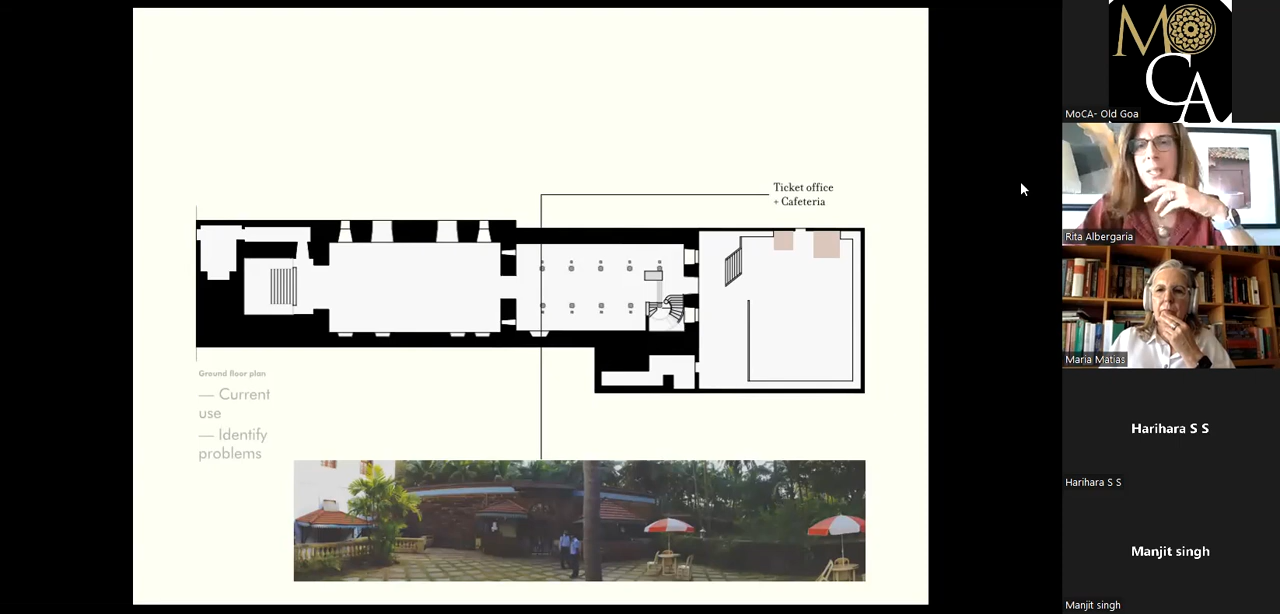 Ticket office
+ Cafeteria
Ground floor plan
— Current
use
— Identify
problems
MOCA
MoCA- Old Goa
Rita Albergaria
Maria Matias
Harihara S S
Harihara S S
Manjit singh
Manjit singh